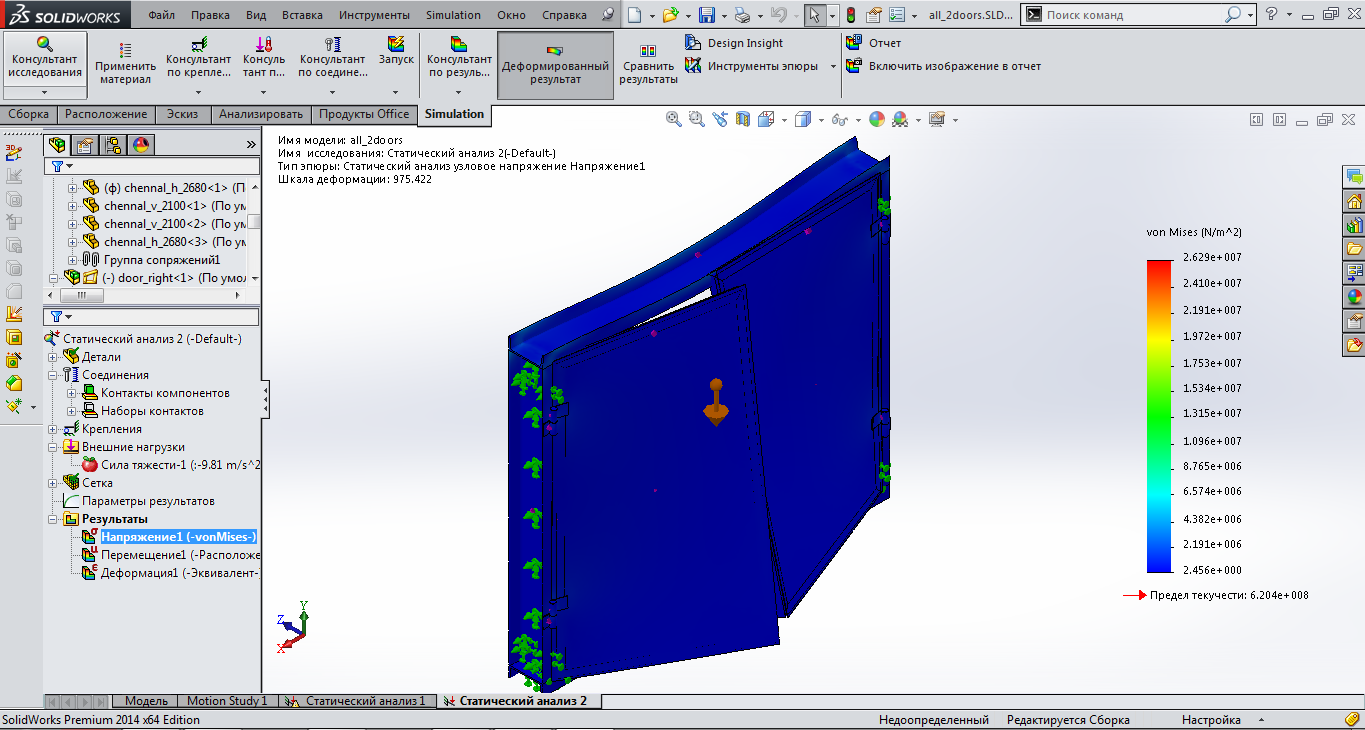 SOLIDWORKS
Файл Правка Вид Вставка Инструменты Simulation Окно Справка
all_2doors.SLD...
Поиск команд
Консультант исследования
Применить материал
Консультант по крепле...
Консуль тант п...
Консультант по соедине...
Запуск
Консультант по резуль...
Деформированный результат
Сравнить результаты
Design Insight
Инструменты эпюры
Отчет
Включить изображение в отчет
Сборка Расположение Эскиз Анализировать Продукты Office Simulation
Имя модели: all_2doors
Имя исследования: Статический анализ 2(-Default-)
Тип эпюры: Статический анализ узловое напряжение Напряжение1
Шкала деформации: 975.422
(ф) chennal_h_2680<1> (П
chennal_v_2100<1> (По ум
chennal_v_2100<2> (По ум
chennal_h_2680<3> (По ум
Группа сопряжений1
(-) door_right<1> (По умол
Статический анализ 2 (-Default-)
Детали
Соединения
Контакты компонентов
Наборы контактов
Крепления
Внешние нагрузки
Сила тяжести-1 (:-9.81 m/s^2
Сетка
Параметры результатов
Результаты
Напряжение1 (-vonMises-)
Перемещение1 (-Расположе
Деформация1 (-Эквивалент-
von Mises (N/m^2)
2.629e+007
2.410e+007
2.191e+007
1.972e+007
1.753e+007
1.534e+007
1.315e+007
1.096e+007
8.765e+006
6.574e+006
4.382e+006
2.191e+006
2.456e+000
Предел текучести: 6.204e+008
Y
Z
X
Модель Motion Study 1 Статический анализ 1 Статический анализ 2
SolidWorks Premium 2014 x64 Edition
Недоопределенный Редактируется Сборка Настройка